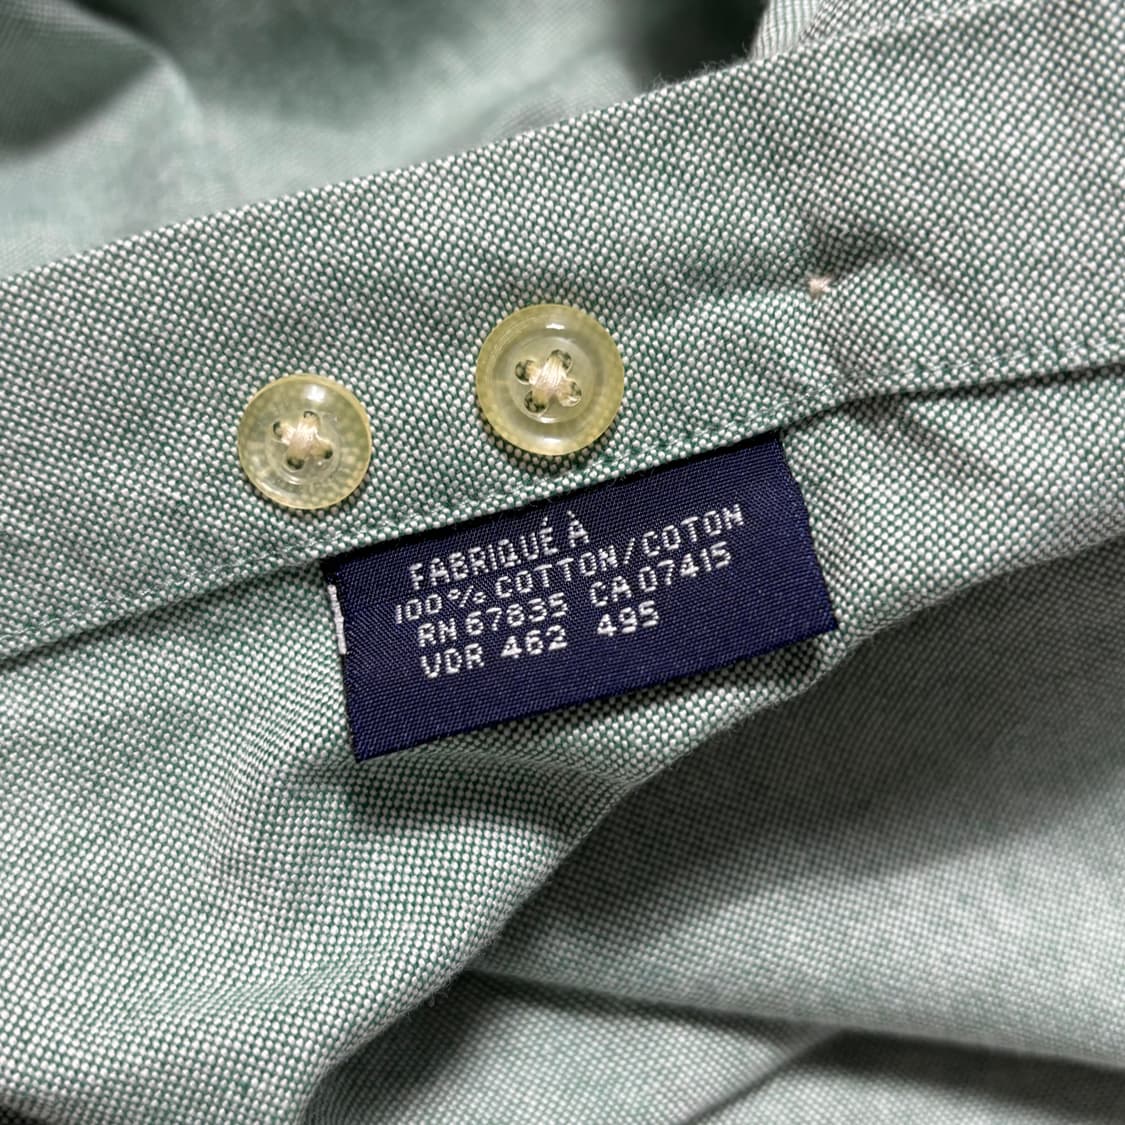 FABRIQUÉ À
100% COTTON/COTON
RN 67835 CA 07415
VDR 462 495